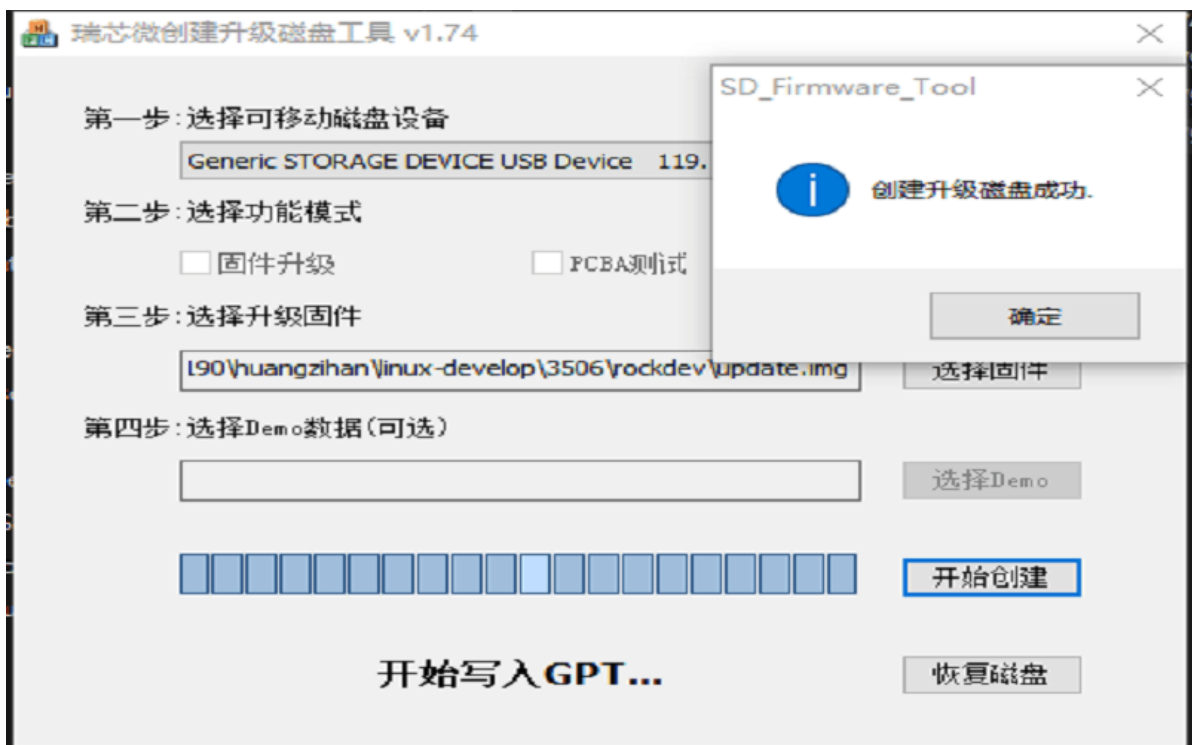 瑞芯微创建升级磁盘工具 v1.74
SD_Firmware_Tool
创建升级磁盘成功.
确定
第一步:选择可移动磁盘设备
Generic STORAGE DEVICE USB Device 119.
第二步:选择功能模式
固件升级
PCBA测试
第三步:选择升级固件
190\huangzihan\linux-develop\3506\rockdev\update.img
选择固件
第四步:选择Demo数据(可选)
选择Demo
开始创建
开始写入GPT...
恢复磁盘